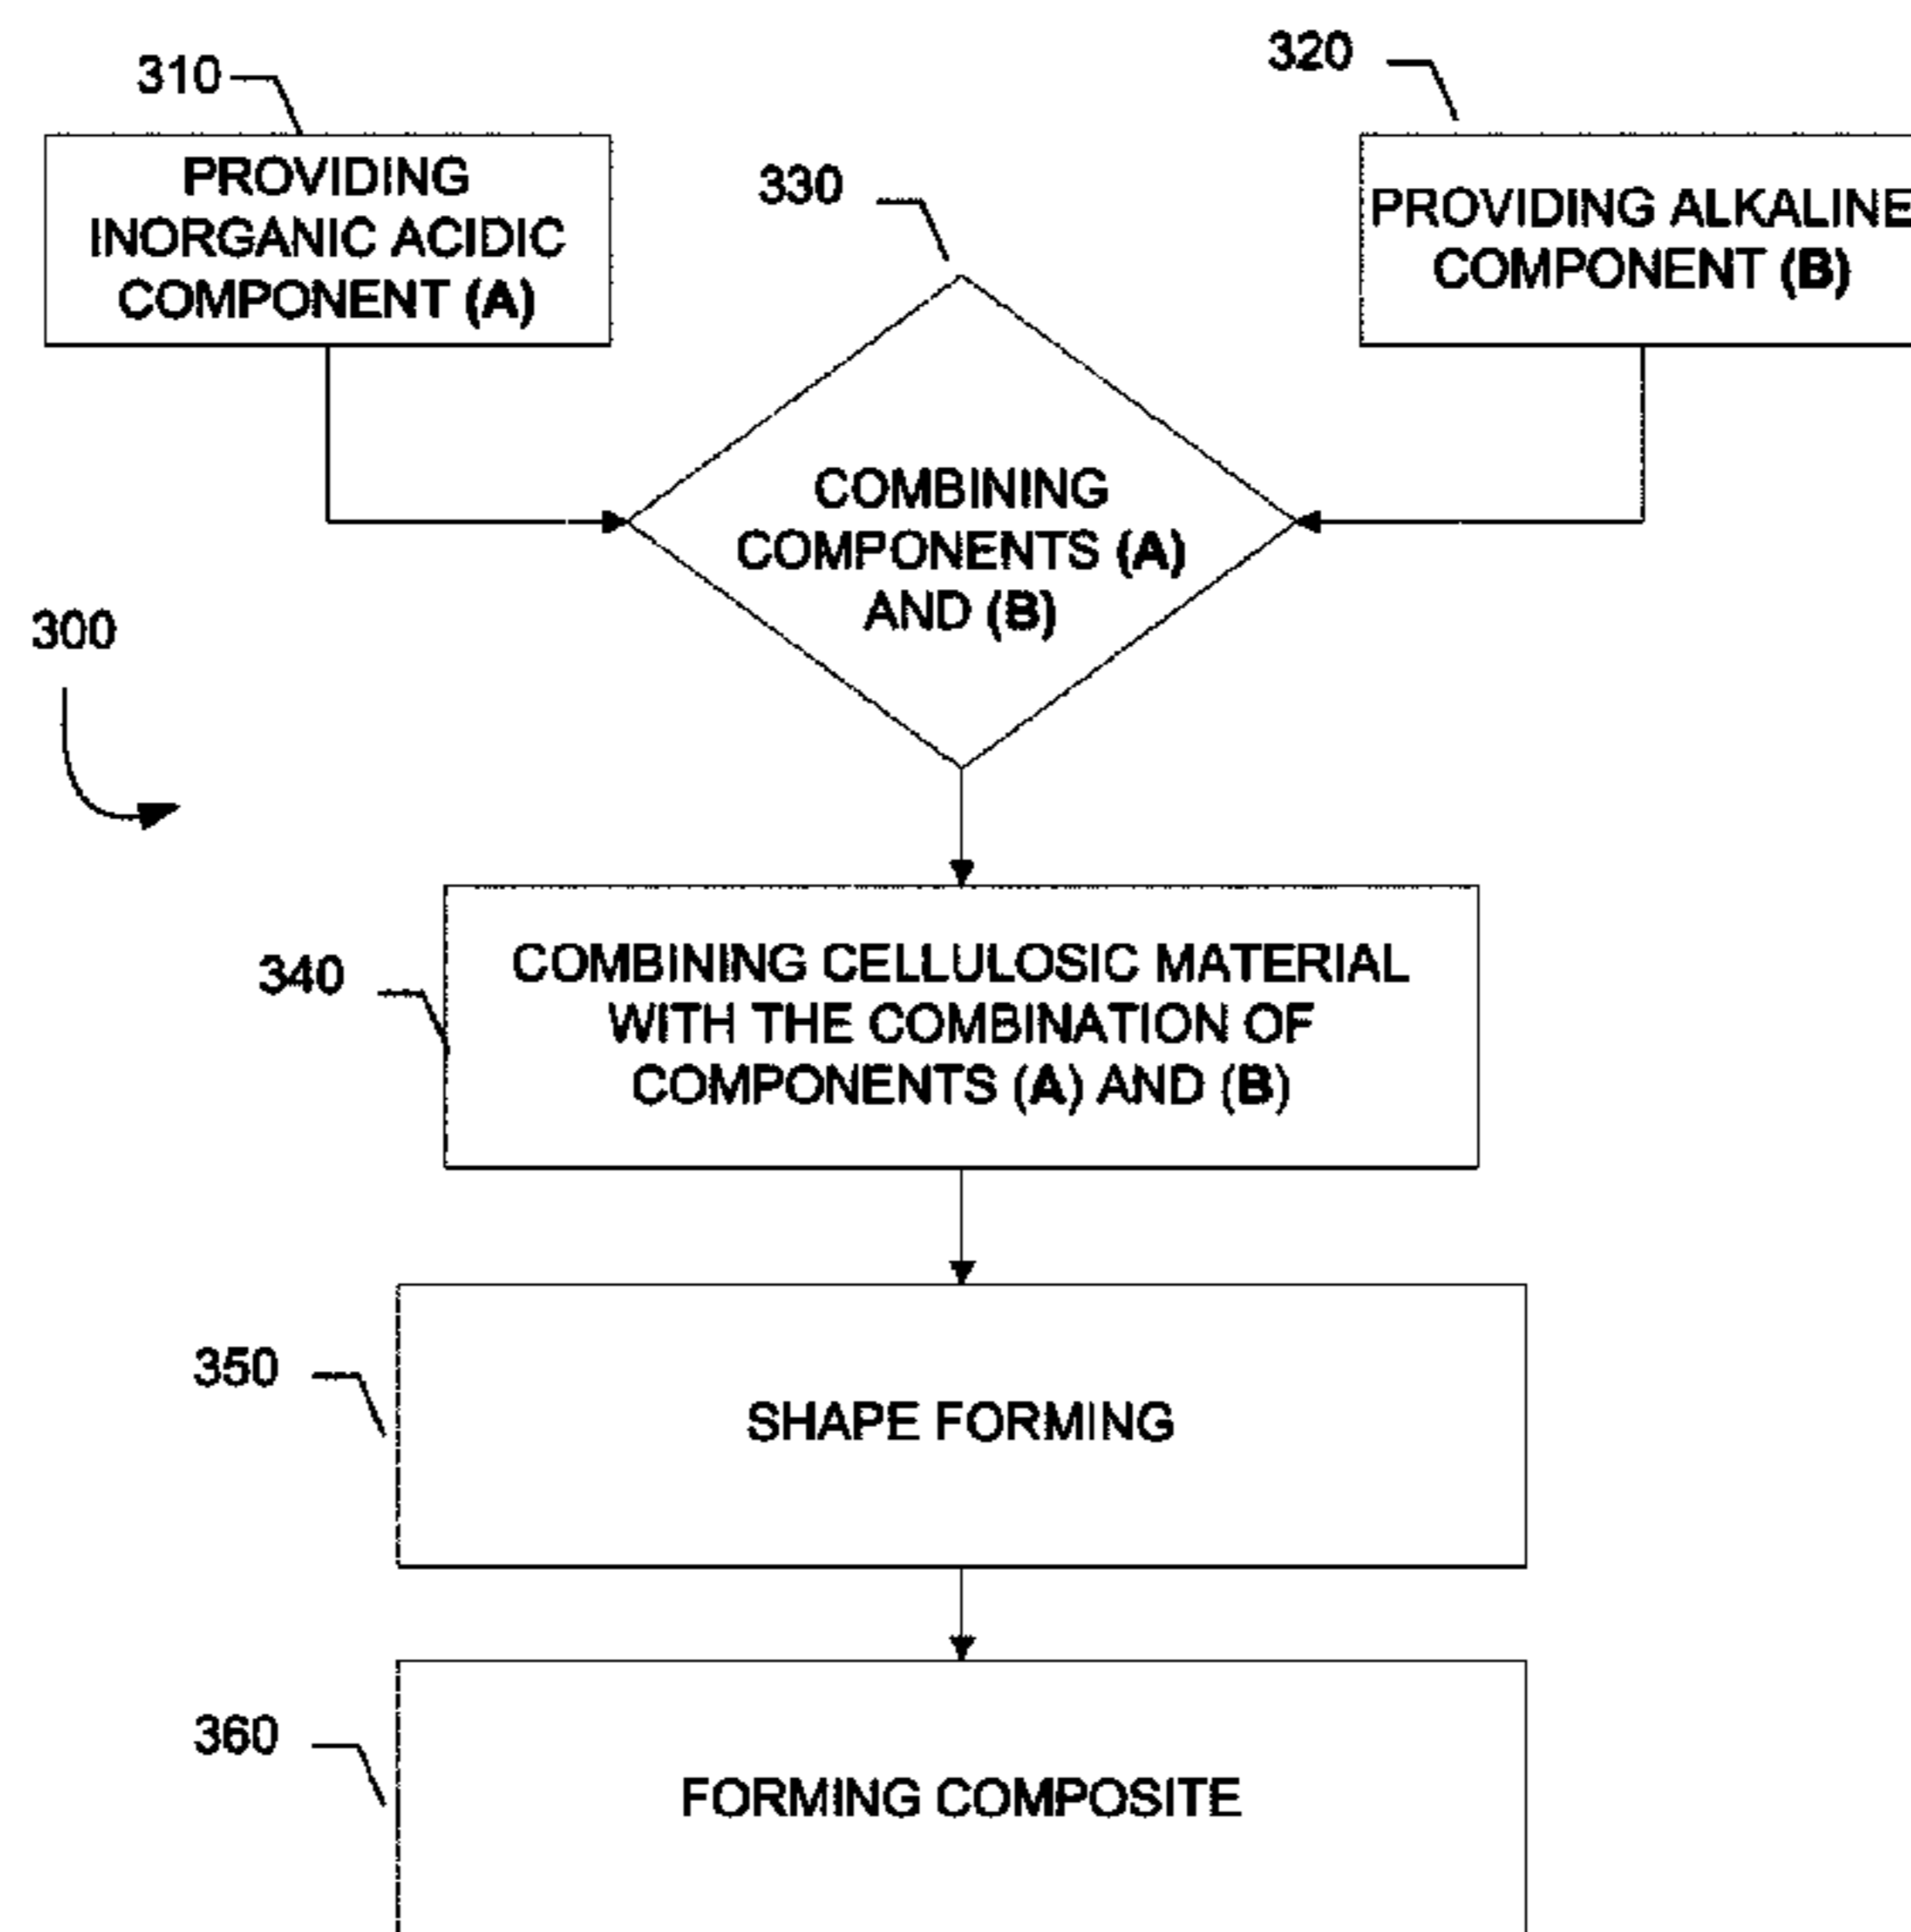 310
PROVIDING
INORGANIC ACIDIC
COMPONENT (A)
320
PROVIDING ALKALINE
COMPONENT (B)
330
COMBINING
COMPONENTS (A)
AND (B)
300
340
COMBINING CELLULOSIC MATERIAL
WITH THE COMBINATION OF
COMPONENTS (A) AND (B)
350
SHAPE FORMING
360
FORMING COMPOSITE